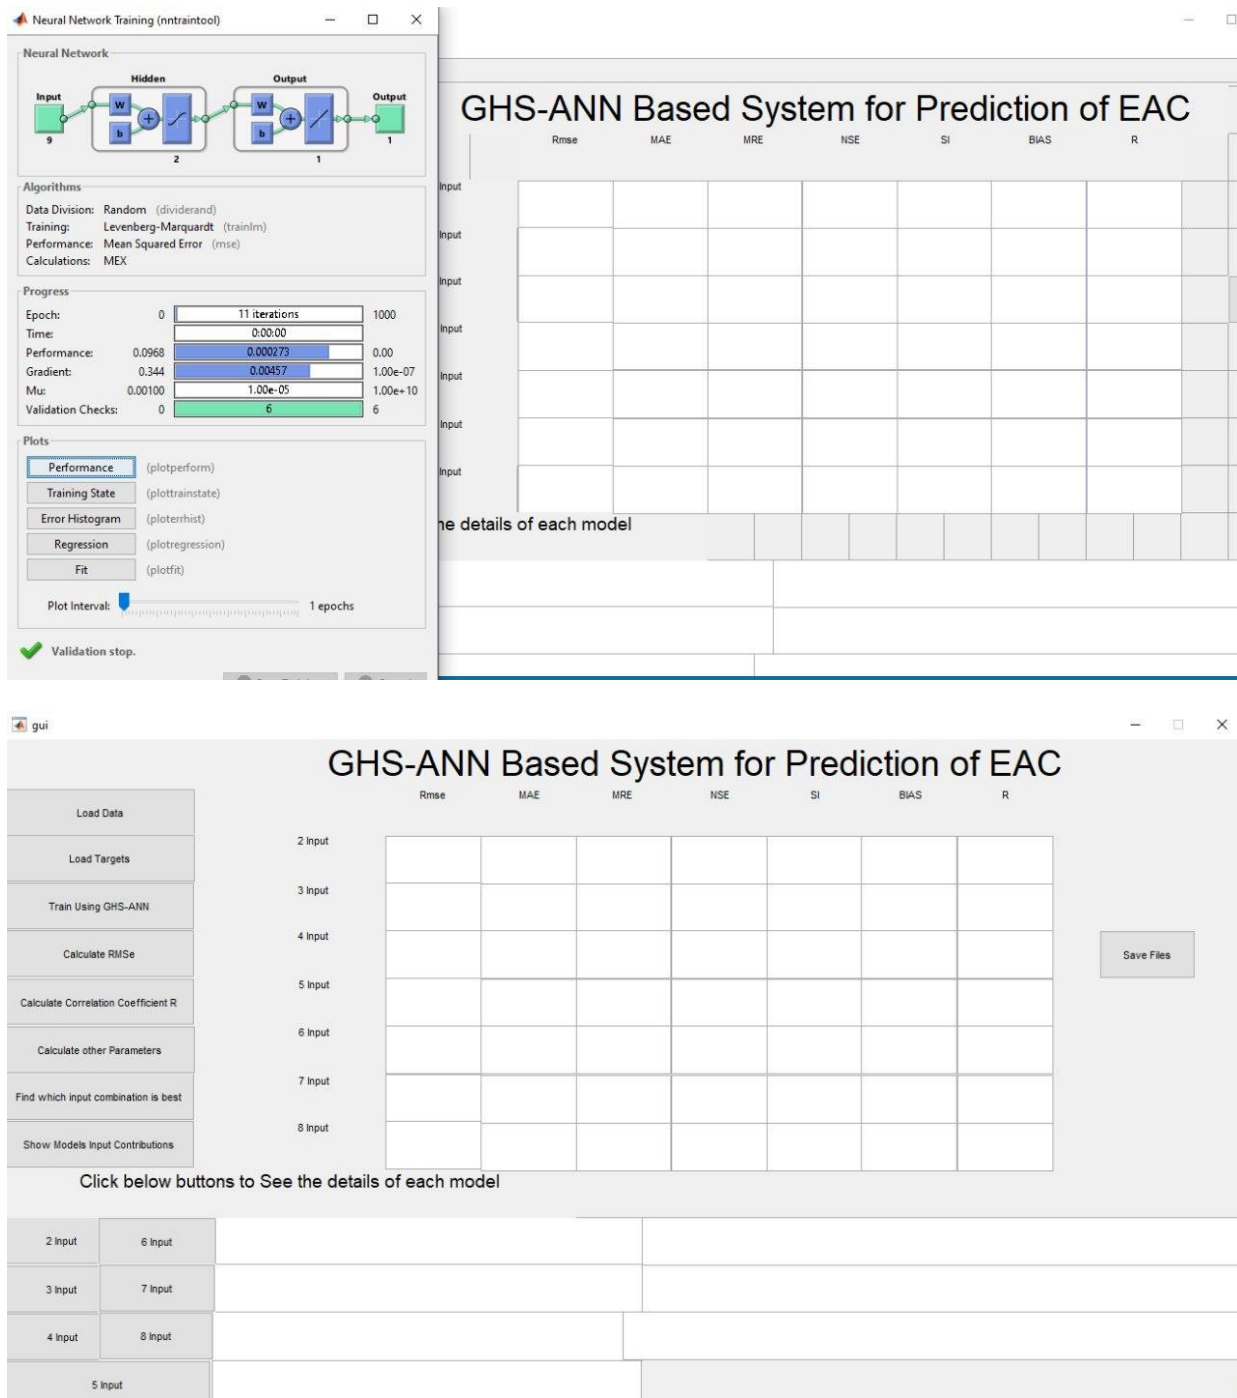 Neural Network Training (nntraintool)
Neural Network
Hidden
Output
Input
Output
W
W
b
b
9
2
1
1
Algorithms
Data Division: Random (dividerand)
Training: Levenberg-Marquardt (trainlm)
Performance: Mean Squared Error (mse)
Calculations: MEX
Progress
Epoch: 0 11 iterations 1000
Time: 0:00:00
Performance: 0.0968 0.000273 0.00
Gradient: 0.344 0.00457 1.00e-07
Mu: 0.00100 1.00e-05 1.00e+10
Validation Checks: 0 6 6
Plots
Performance (plotperform)
Training State (plottrainstate)
Error Histogram (ploterrhist)
Regression (plotregression)
Fit (plotfit)
Plot Interval: 1 epochs
Validation stop.
GHS-ANN Based System for Prediction of EAC
Rmse MAE MRE NSE SI BIAS R
Input
Input
Input
Input
Input
Input
Input
he details of each model
gui
GHS-ANN Based System for Prediction of EAC
Rmse MAE MRE NSE SI BIAS R
Load Data
Load Targets
Train Using GHS-ANN
Calculate RMSe
Calculate Correlation Coefficient R
Calculate other Parameters
Find which input combination is best
Show Models Input Contributions
2 Input
3 Input
4 Input
5 Input
6 Input
7 Input
8 Input
Save Files
Click below buttons to See the details of each model
2 Input 6 Input
3 Input 7 Input
4 Input 8 Input
5 Input